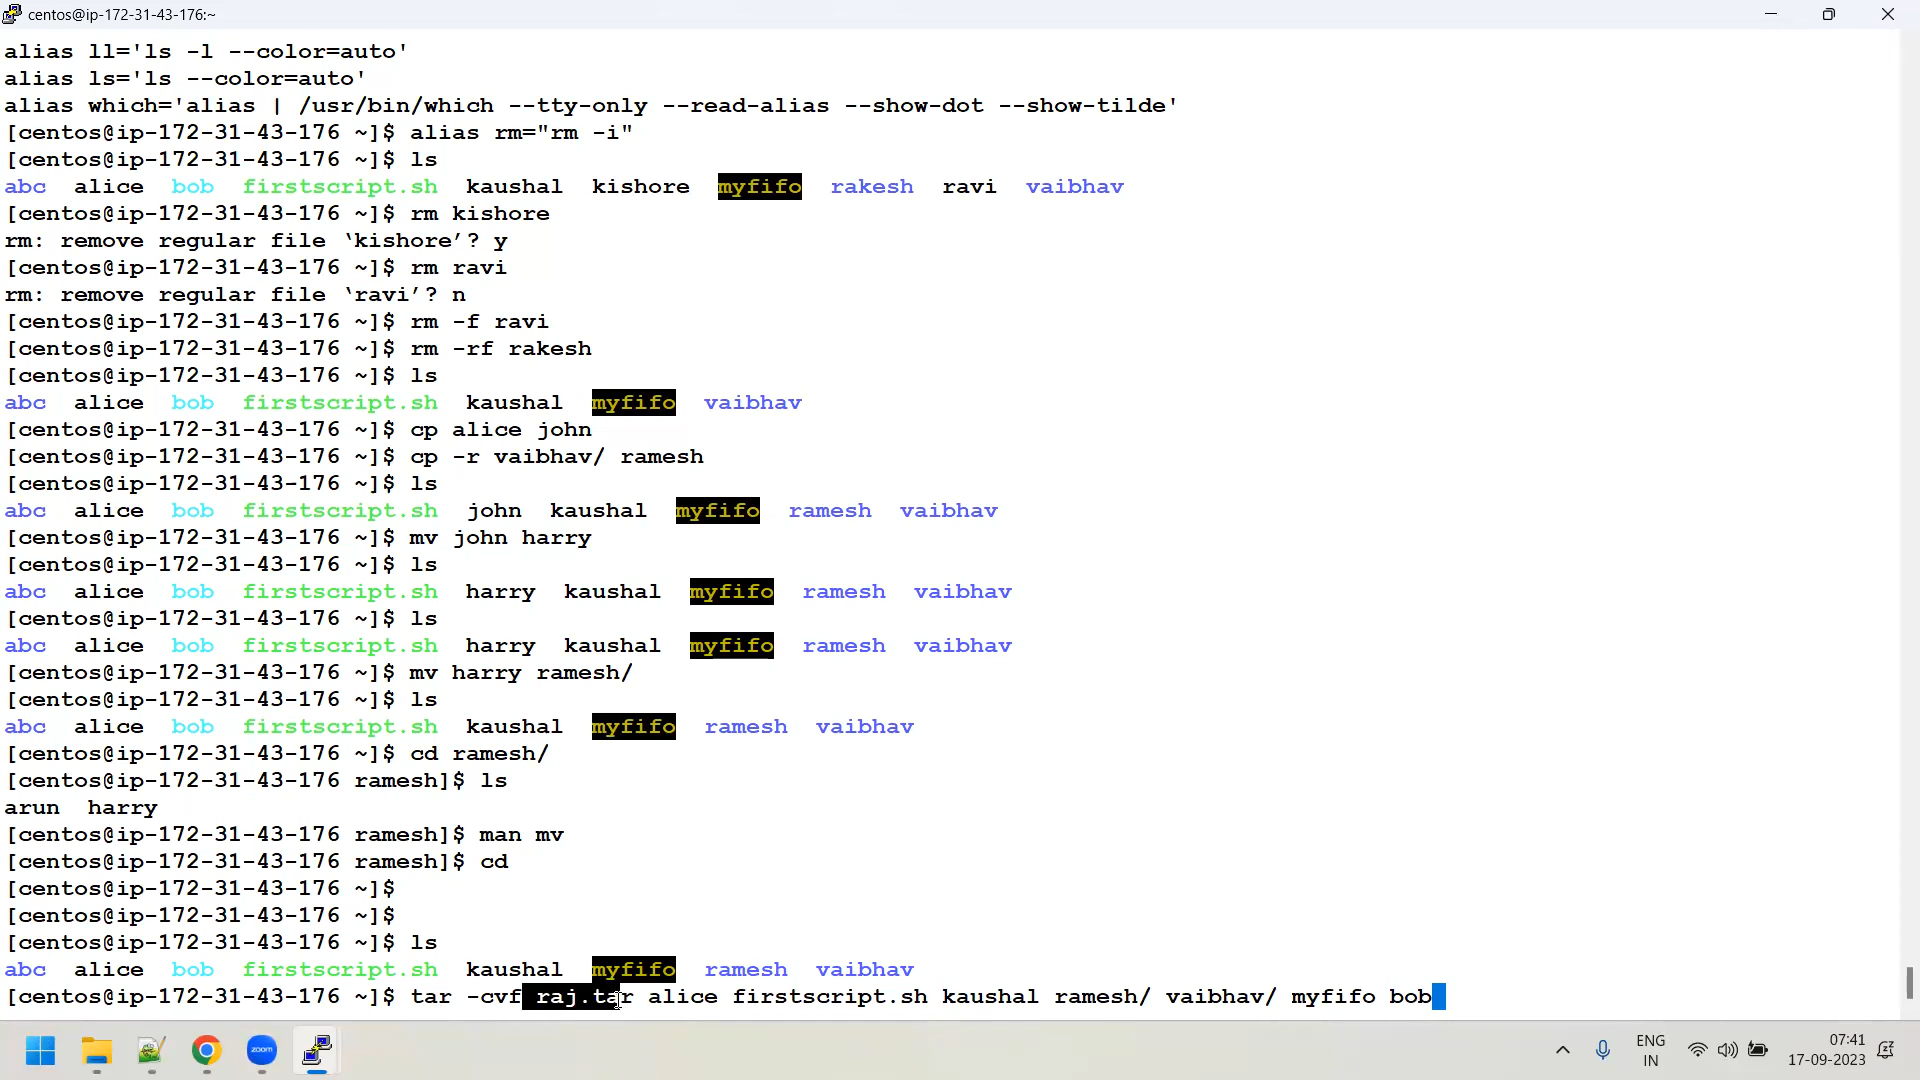 centos@ip-172-31-43-176:~
alias ll='ls -l --color=auto'
alias ls='ls --color=auto'
alias which='alias | /usr/bin/which --tty-only --read-alias --show-dot --show-tilde'
[centos@ip-172-31-43-176 ~]$ alias rm="rm -i"
[centos@ip-172-31-43-176 ~]$ ls
abc  alice  bob  firstscript.sh  kaushal  kishore  myfifo  rakesh  ravi  vaibhav
[centos@ip-172-31-43-176 ~]$ rm kishore
rm: remove regular file ‘kishore’? y
[centos@ip-172-31-43-176 ~]$ rm ravi
rm: remove regular file ‘ravi’? n
[centos@ip-172-31-43-176 ~]$ rm -f ravi
[centos@ip-172-31-43-176 ~]$ rm -rf rakesh
[centos@ip-172-31-43-176 ~]$ ls
abc  alice  bob  firstscript.sh  kaushal  myfifo  vaibhav
[centos@ip-172-31-43-176 ~]$ cp alice john
[centos@ip-172-31-43-176 ~]$ cp -r vaibhav/ ramesh
[centos@ip-172-31-43-176 ~]$ ls
abc  alice  bob  firstscript.sh  john  kaushal  myfifo  ramesh  vaibhav
[centos@ip-172-31-43-176 ~]$ mv john harry
[centos@ip-172-31-43-176 ~]$ ls
abc  alice  bob  firstscript.sh  harry  kaushal  myfifo  ramesh  vaibhav
[centos@ip-172-31-43-176 ~]$ ls
abc  alice  bob  firstscript.sh  harry  kaushal  myfifo  ramesh  vaibhav
[centos@ip-172-31-43-176 ~]$ mv harry ramesh/
[centos@ip-172-31-43-176 ~]$ ls
abc  alice  bob  firstscript.sh  kaushal  myfifo  ramesh  vaibhav
[centos@ip-172-31-43-176 ~]$ cd ramesh/
[centos@ip-172-31-43-176 ramesh]$ ls
arun  harry
[centos@ip-172-31-43-176 ramesh]$ man mv
[centos@ip-172-31-43-176 ramesh]$ cd
[centos@ip-172-31-43-176 ~]$
[centos@ip-172-31-43-176 ~]$
[centos@ip-172-31-43-176 ~]$ ls
abc  alice  bob  firstscript.sh  kaushal  myfifo  ramesh  vaibhav
[centos@ip-172-31-43-176 ~]$ tar -cvf raj.tar alice firstscript.sh kaushal ramesh/ vaibhav/ myfifo bob
zoom
ENG
IN
07:41
17-09-2023